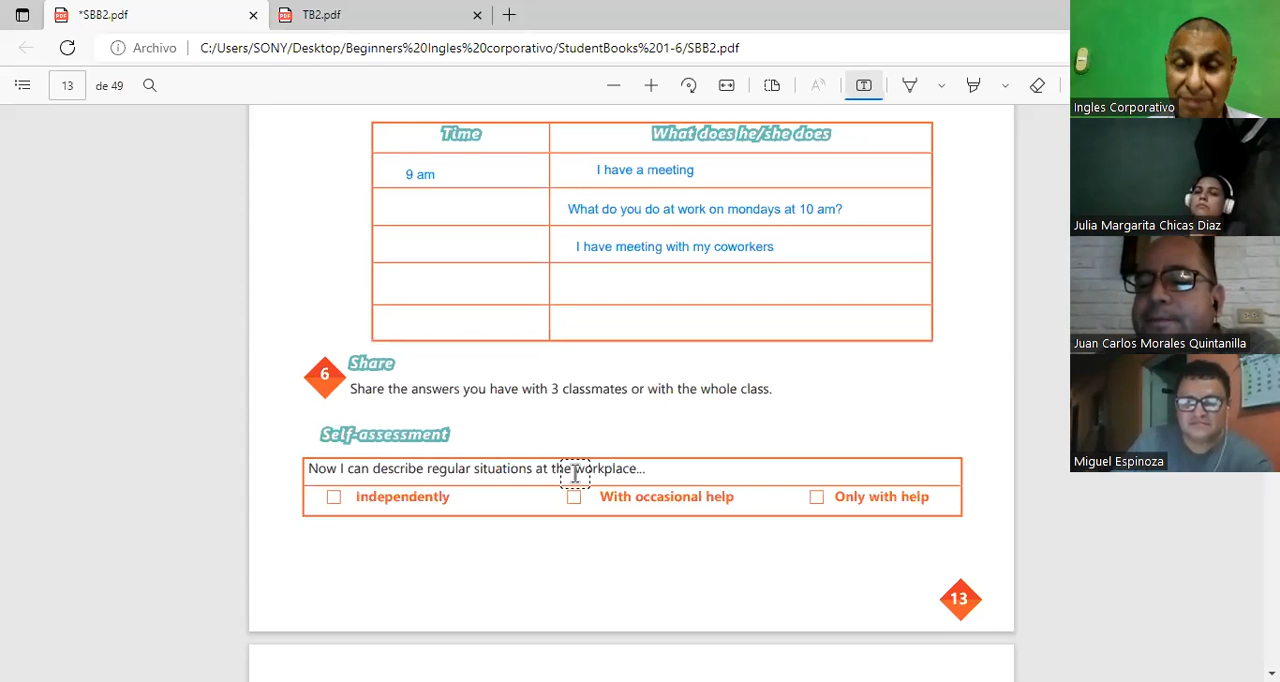 *SBB2.pdf
TB2.pdf
Archivo
C:/Users/SONY/Desktop/Beginners%20Ingles%20corporativo/StudentBooks%201-6/SBB2.pdf
13 de 49
Time What does he/she does
9 am I have a meeting
What do you do at work on mondays at 10 am?
I have meeting with my coworkers
6 Share
Share the answers you have with 3 classmates or with the whole class.
Self-assessment
Now I can describe regular situations at the workplace...
Independently With occasional help Only with help
13
Ingles Corporativo
Julia Margarita Chicas Diaz
Juan Carlos Morales Quintanilla
Miguel Espinoza